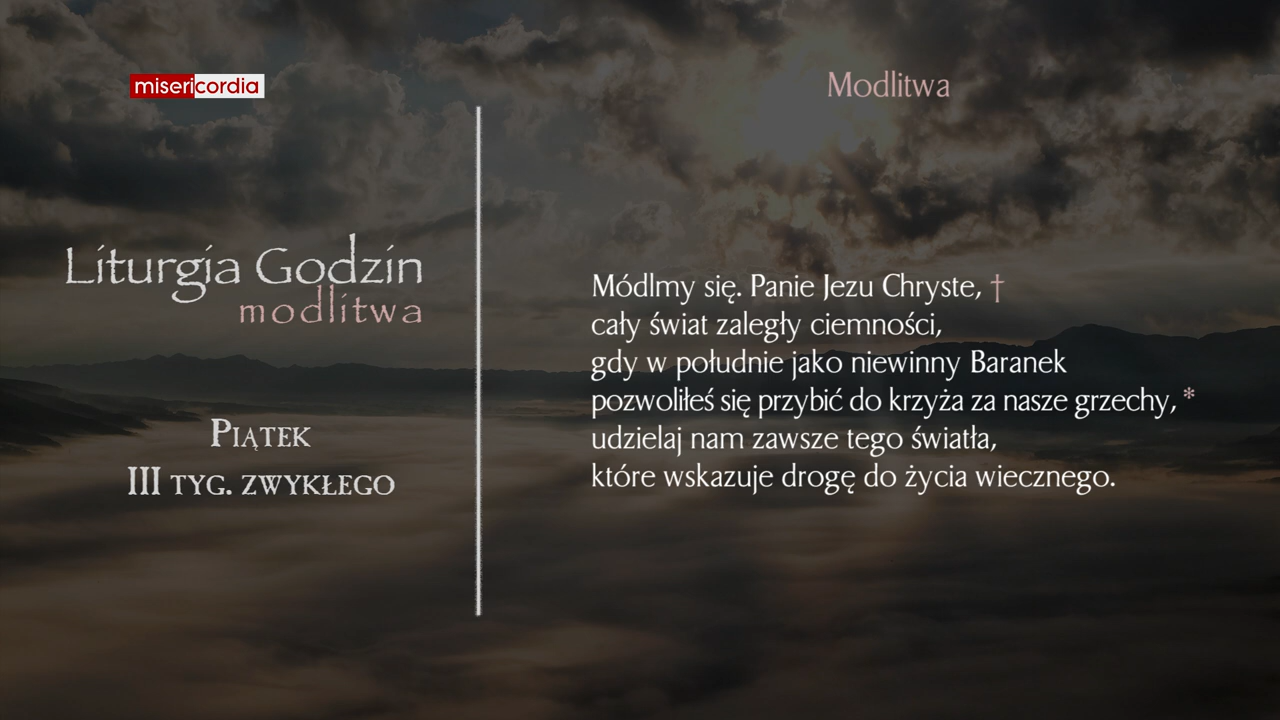 misericordia
Liturgia Godzin
modlitwa
Piątek
III tyg. zwykłego
Modlitwa
Módlmy się. Panie Jezu Chryste, †
cały świat zaległy ciemności,
gdy w południe jako niewinny Baranek
pozwoliłeś się przybić do krzyża za nasze grzechy, *
udzielaj nam zawsze tego światła,
które wskazuje drogę do życia wiecznego.